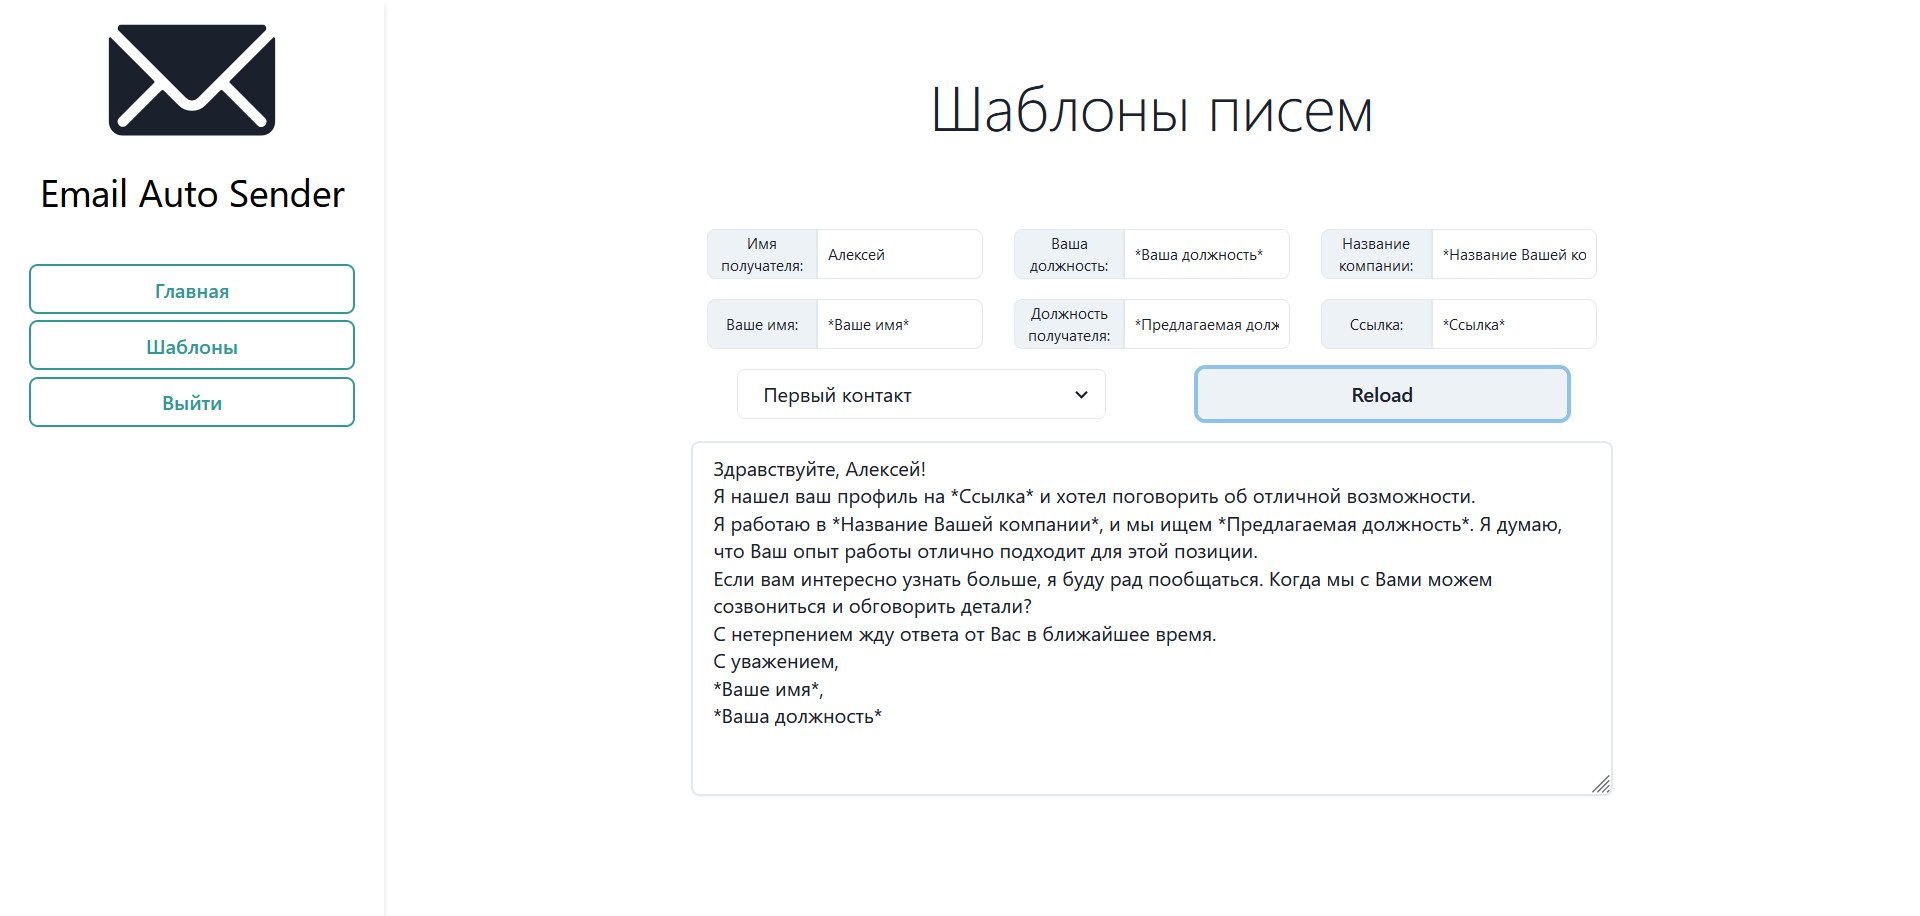 Email Auto Sender
Главная
Шаблоны
Выйти
Шаблоны писем
Имя
получателя:
Алексей
Ваша
должность:
*Ваша должность*
Название
компании:
*Название Вашей ко
Ваше имя:
*Ваше имя*
Должность
получателя:
*Предлагаемая долж
Ссылка:
*Ссылка*
Первый контакт
Reload
Здравствуйте, Алексей!
Я нашел ваш профиль на *Ссылка* и хотел поговорить об отличной возможности.
Я работаю в *Название Вашей компании*, и мы ищем *Предлагаемая должность*. Я думаю,
что Ваш опыт работы отлично подходит для этой позиции.
Если вам интересно узнать больше, я буду рад пообщаться. Когда мы с Вами можем
созвониться и обговорить детали?
С нетерпением жду ответа от Вас в ближайшее время.
С уважением,
*Ваше имя*,
*Ваша должность*